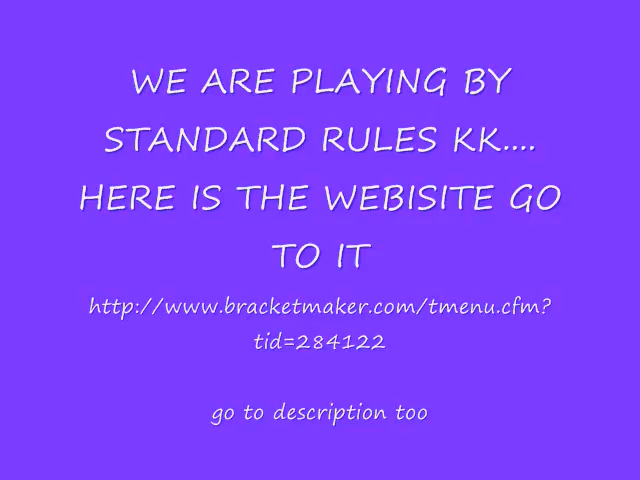 WE ARE PLAYING BY
STANDARD RULES KK....
HERE IS THE WEBISITE GO
TO IT
http://www.bracketmaker.com/tmenu.cfm?
tid=284122
go to description too